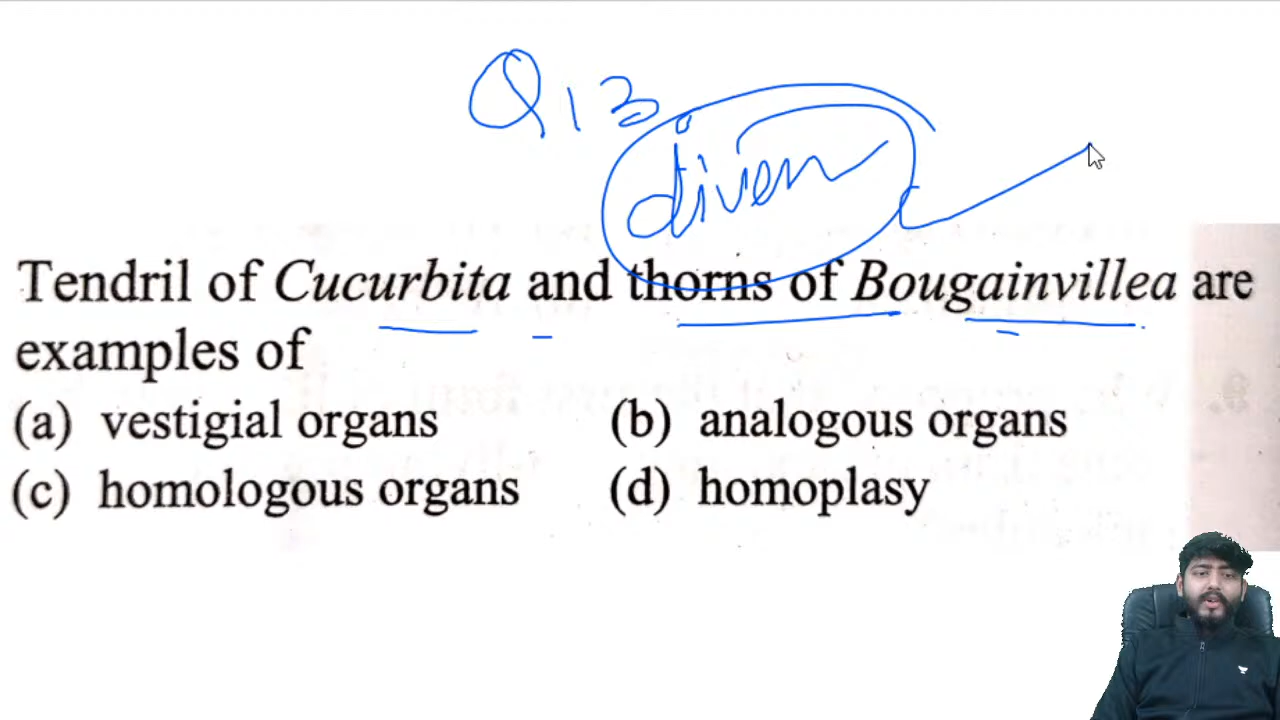 Q13
diven
Tendril of Cucurbita and thorns of Bougainvillea are
examples of
(a) vestigial organs (b) analogous organs
(c) homologous organs (d) homoplasy